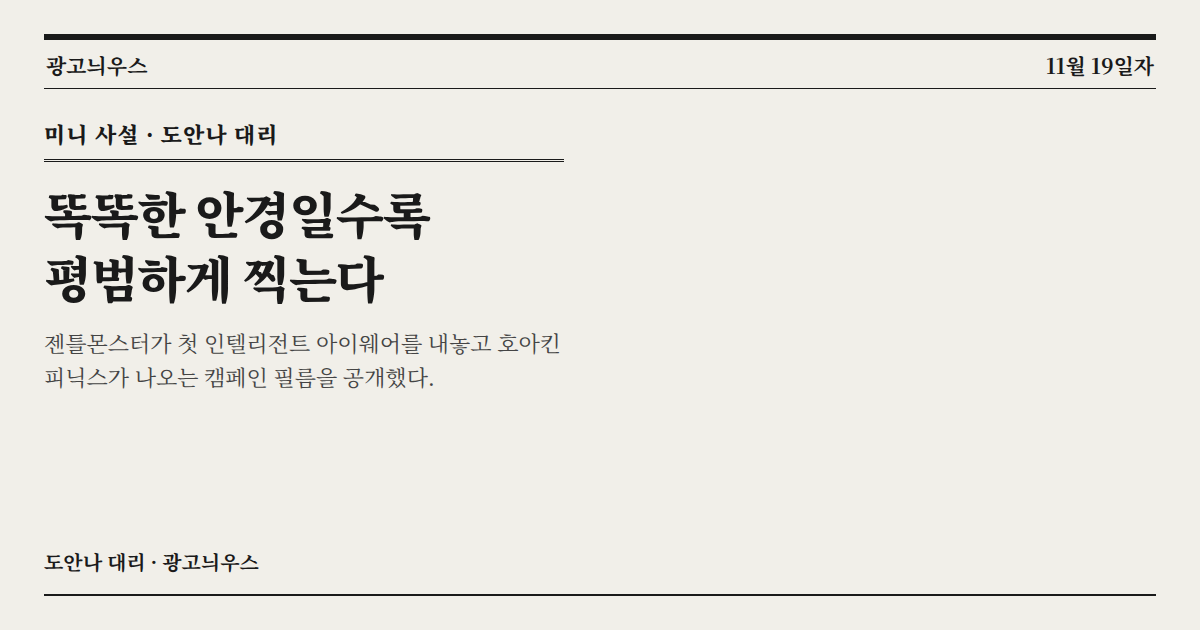 광고늬우스
11월 19일자
미니 사설 · 도안나 대리
똑똑한 안경일수록
평범하게 찍는다
젠틀몬스터가 첫 인텔리전트 아이웨어를 내놓고 호아킨
피닉스가 나오는 캠페인 필름을 공개했다.
도안나 대리 · 광고늬우스